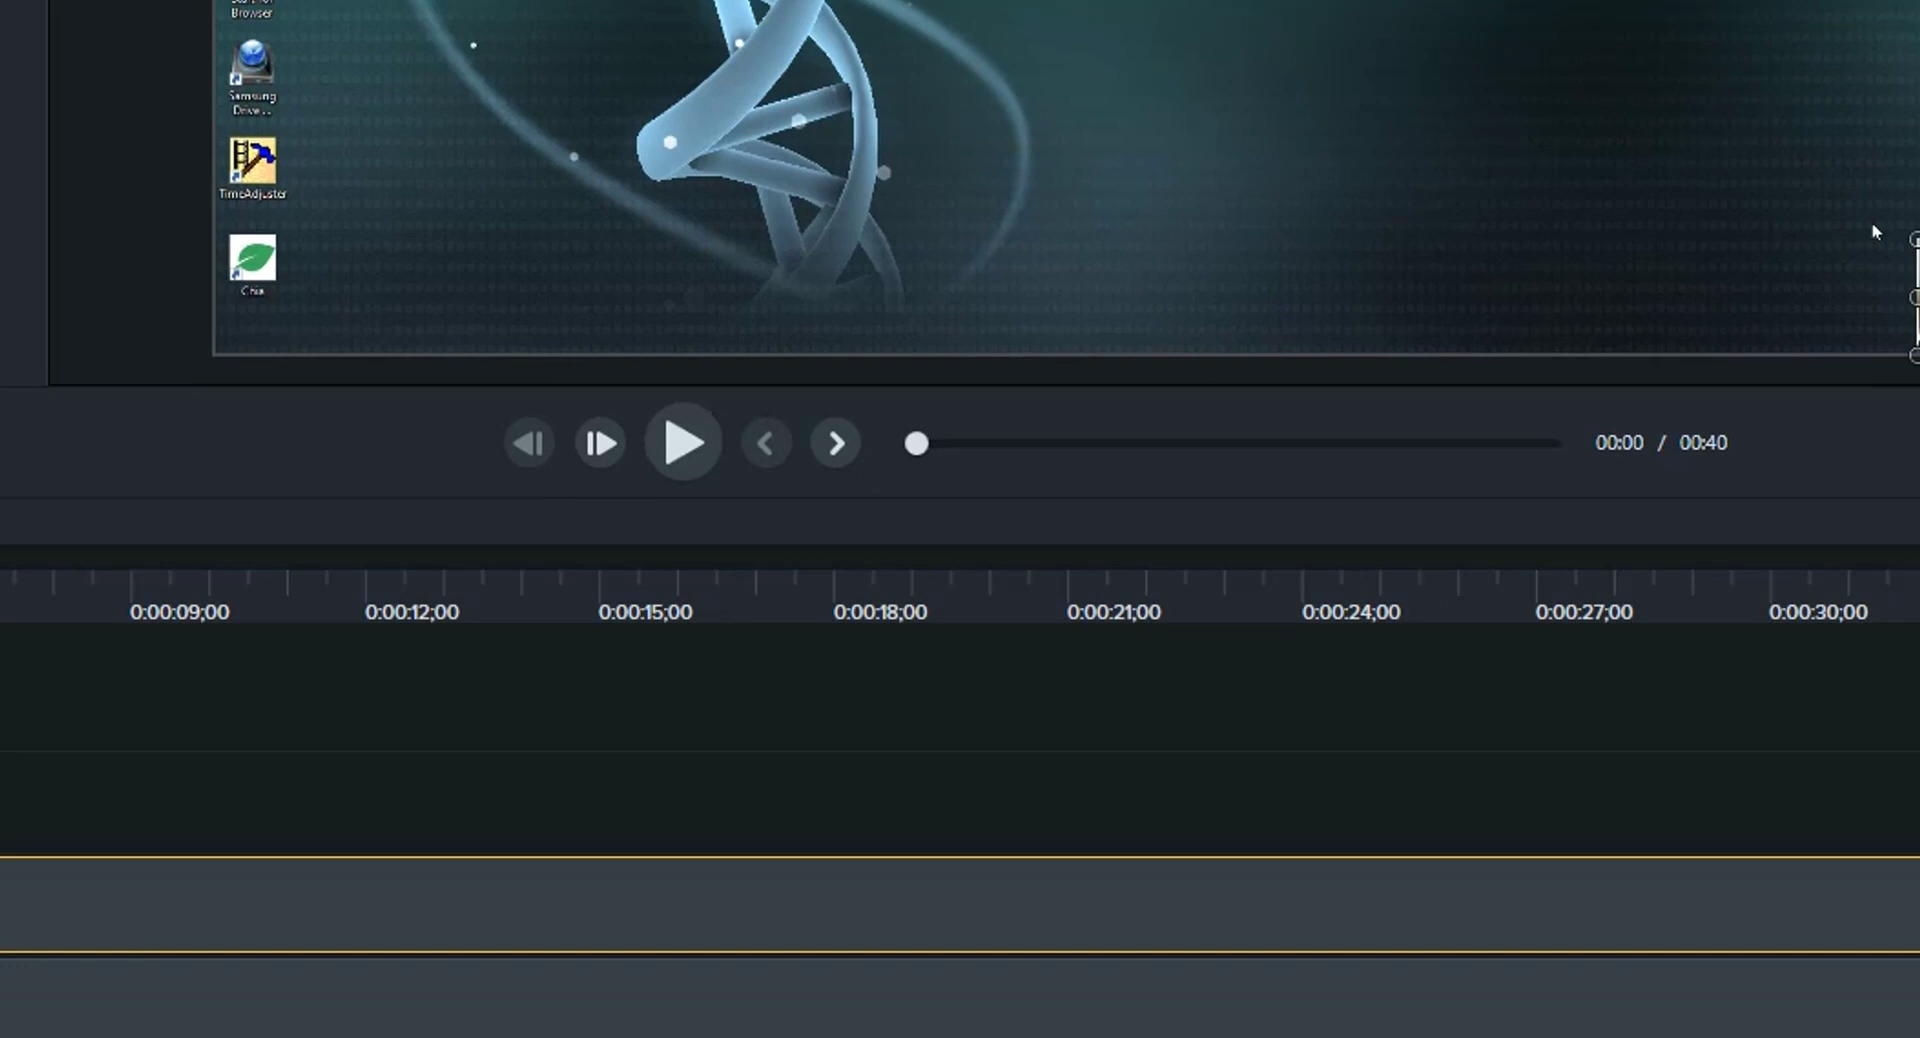 Browser
Samsung
Drive...
TimeAdjuster
Chia
00:00 / 00:40
0:00:09;00
0:00:12;00
0:00:15;00
0:00:18;00
0:00:21;00
0:00:24;00
0:00:27;00
0:00:30;00